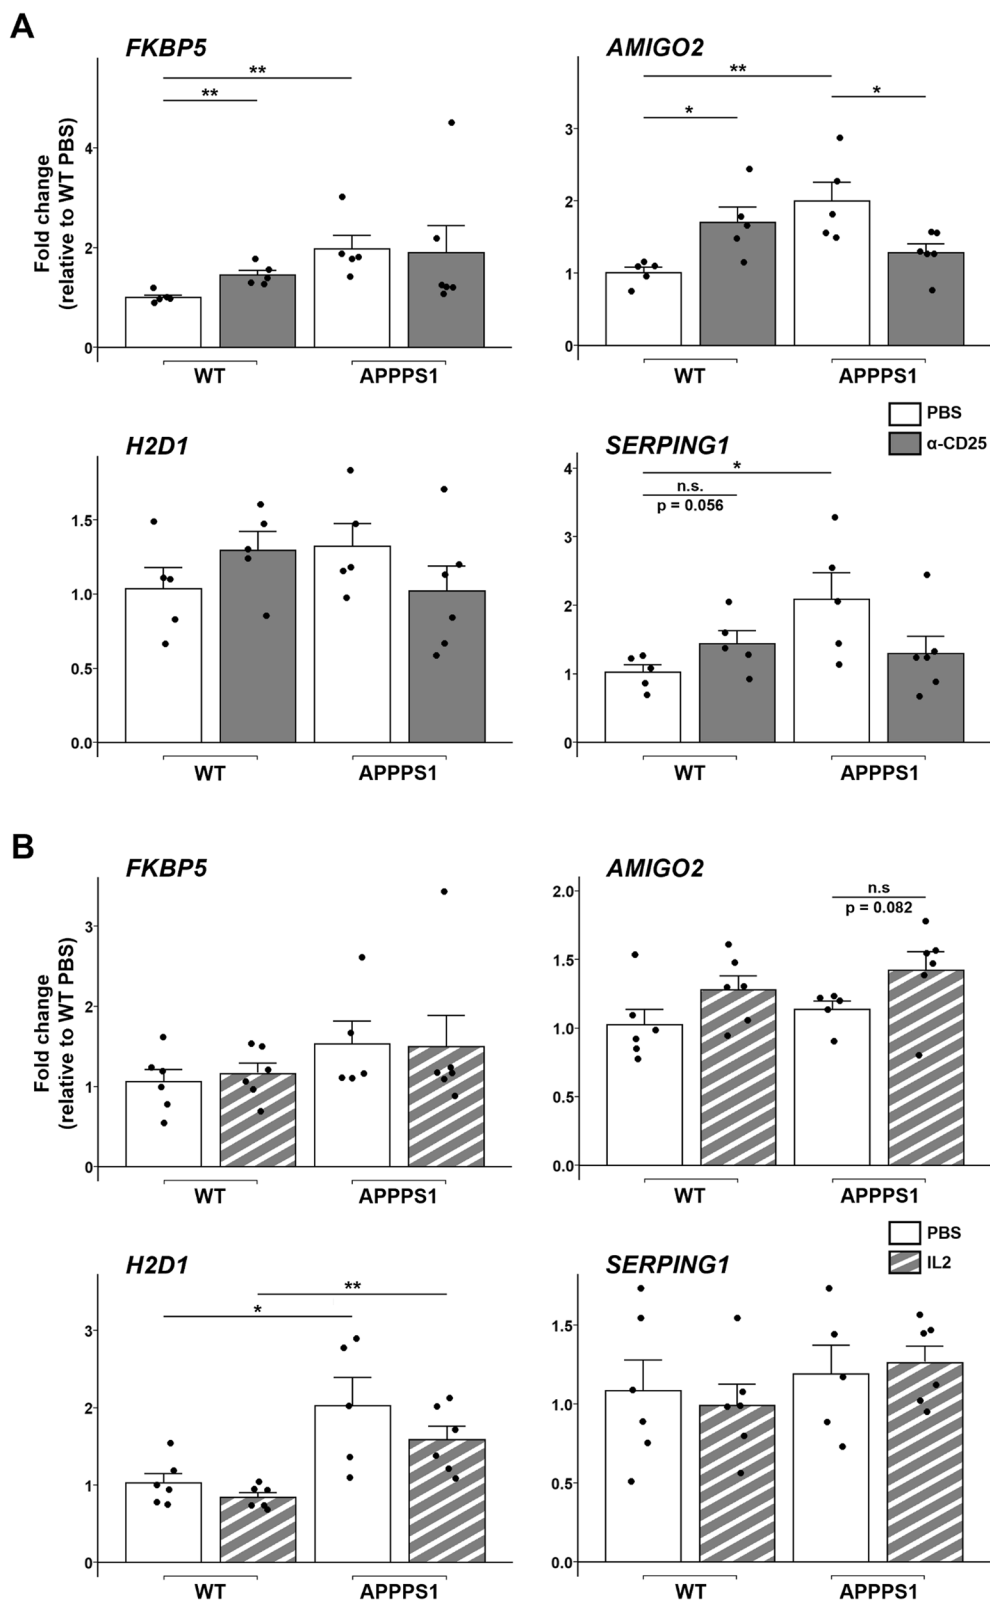 A
FKBP5
AMIGO2
Fold change
(relative to WT PBS)
**
**
4
2
0
WT
APPPS1
**
*
*
3
2
1
0
WT
APPPS1
PBS
α-CD25
H2D1
SERPING1
1.5
1.0
0.5
0.0
WT
APPPS1
*
n.s.
p = 0.056
4
3
2
1
0
WT
APPPS1
B
FKBP5
AMIGO2
Fold change
(relative to WT PBS)
3
2
1
0
WT
APPPS1
n.s
p = 0.082
2.0
1.5
1.0
0.5
0.0
WT
APPPS1
PBS
IL2
H2D1
SERPING1
**
*
3
2
1
0
WT
APPPS1
1.5
1.0
0.5
0.0
WT
APPPS1